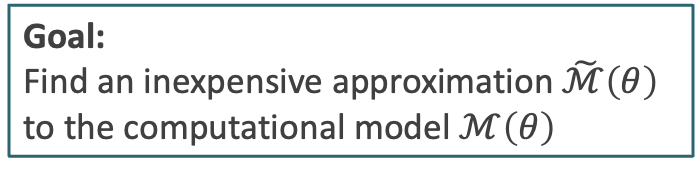 Goal:
Find an inexpensive approximation ℳ̃(θ)
to the computational model ℳ(θ)